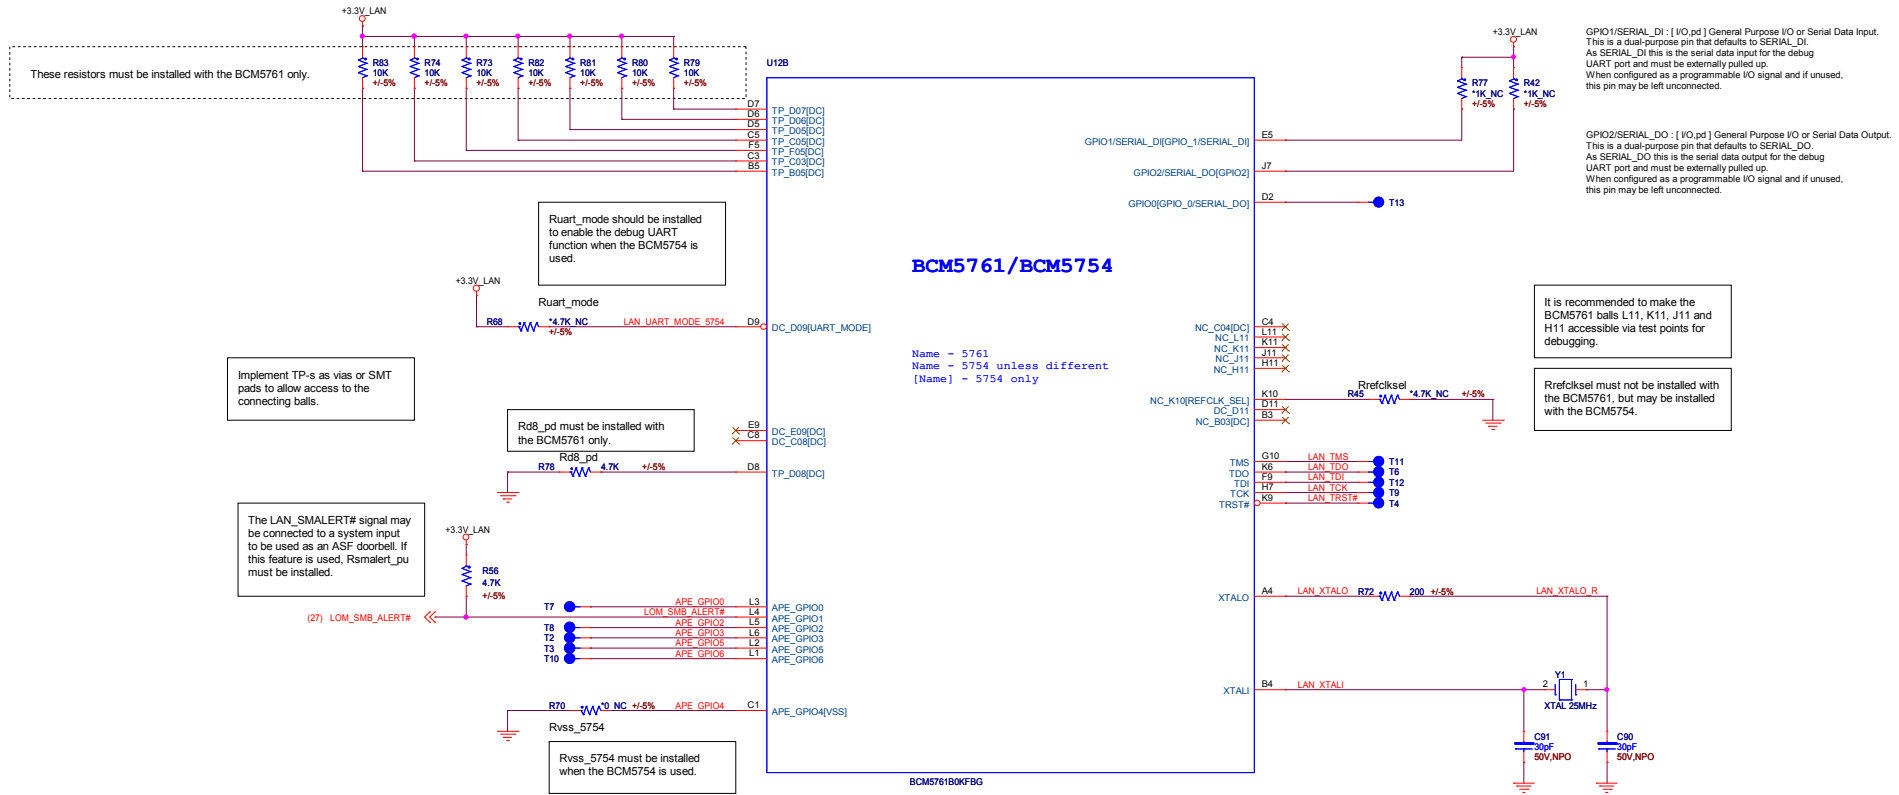 +3.3V_LAN
These resistors must be installed with the BCM5761 only.
R83
10K
+/-5%
R74
10K
+/-5%
R73
10K
+/-5%
R82
10K
+/-5%
R81
10K
+/-5%
R80
10K
+/-5%
R79
10K
+/-5%
U12B
D7 TP_D07[DC]
D6 TP_D06[DC]
D5 TP_D05[DC]
C5 TP_C05[DC]
F5 TP_F05[DC]
C3 TP_C03[DC]
B5 TP_B05[DC]
+3.3V_LAN
R77
*1K_NC
+/-5%
R42
*1K_NC
+/-5%
GPIO1/SERIAL_DI[GPIO_1/SERIAL_DI] E5
GPIO2/SERIAL_DO[GPIO2] J7
GPIO0[GPIO_0/SERIAL_DO] D2 T13
GPIO1/SERIAL_DI : [ I/O,pd ] General Purpose I/O or Serial Data Input.
This is a dual-purpose pin that defaults to SERIAL_DI.
As SERIAL_DI this is the serial data input for the debug
UART port and must be externally pulled up.
When configured as a programmable I/O signal and if unused,
this pin may be left unconnected.
GPIO2/SERIAL_DO : [ I/O,pd ] General Purpose I/O or Serial Data Output.
This is a dual-purpose pin that defaults to SERIAL_DO.
As SERIAL_DO this is the serial data output for the debug
UART port and must be externally pulled up.
When configured as a programmable I/O signal and if unused,
this pin may be left unconnected.
Ruart_mode should be installed
to enable the debug UART
function when the BCM5754 is
used.
BCM5761/BCM5754
+3.3V_LAN
Ruart_mode
R68 *4.7K_NC LAN_UART_MODE_5754 D9 DC_D09[UART_MODE]
+/-5%
Name - 5761
Name - 5754 unless different
[Name] - 5754 only
NC_C04[DC] C4
NC_L11 L11
NC_K11 K11
NC_J11 J11
NC_H11 H11
It is recommended to make the
BCM5761 balls L11, K11, J11 and
H11 accessible via test points for
debugging.
Implement TP-s as vias or SMT
pads to allow access to the
connecting balls.
Rrefclksel
NC_K10[REFCLK_SEL] K10 R45 *4.7K_NC +/-5%
DC_D11 D11
NC_B03[DC] B3
Rrefclksel must not be installed with
the BCM5761, but may be installed
with the BCM5754.
Rd8_pd must be installed with
the BCM5761 only.
E9 DC_E09[DC]
C8 DC_C08[DC]
Rd8_pd
R78 4.7K +/-5% D8 TP_D08[DC]
TMS G10 LAN_TMS T11
TDO K6 LAN_TDO T6
TDI F9 LAN_TDI T12
TCK H7 LAN_TCK T9
TRST# K9 LAN_TRST# T4
The LAN_SMALERT# signal may
be connected to a system input
to be used as an ASF doorbell. If
this feature is used, Rsmalert_pu
must be installed.
+3.3V_LAN
R56
4.7K
+/-5%
T7 APE_GPIO0 L3 APE_GPIO0
(27) LOM_SMB_ALERT# LOM_SMB_ALERT# L4 APE_GPIO1
T8 APE_GPIO2 L5 APE_GPIO2
T2 APE_GPIO3 L6 APE_GPIO3
T3 APE_GPIO5 L2 APE_GPIO5
T10 APE_GPIO6 L1 APE_GPIO6
XTALO A4 LAN_XTALO R72 200 +/-5% LAN_XTALO_R
XTALI B4 LAN_XTALI
2 Y1 1
XTAL 25MHz
C91
30pF
50V,NPO
C90
30pF
50V,NPO
R70 *0_NC +/-5% APE_GPIO4 C1 APE_GPIO4[VSS]
Rvss_5754
Rvss_5754 must be installed
when the BCM5754 is used.
BCM5761B0KFBG